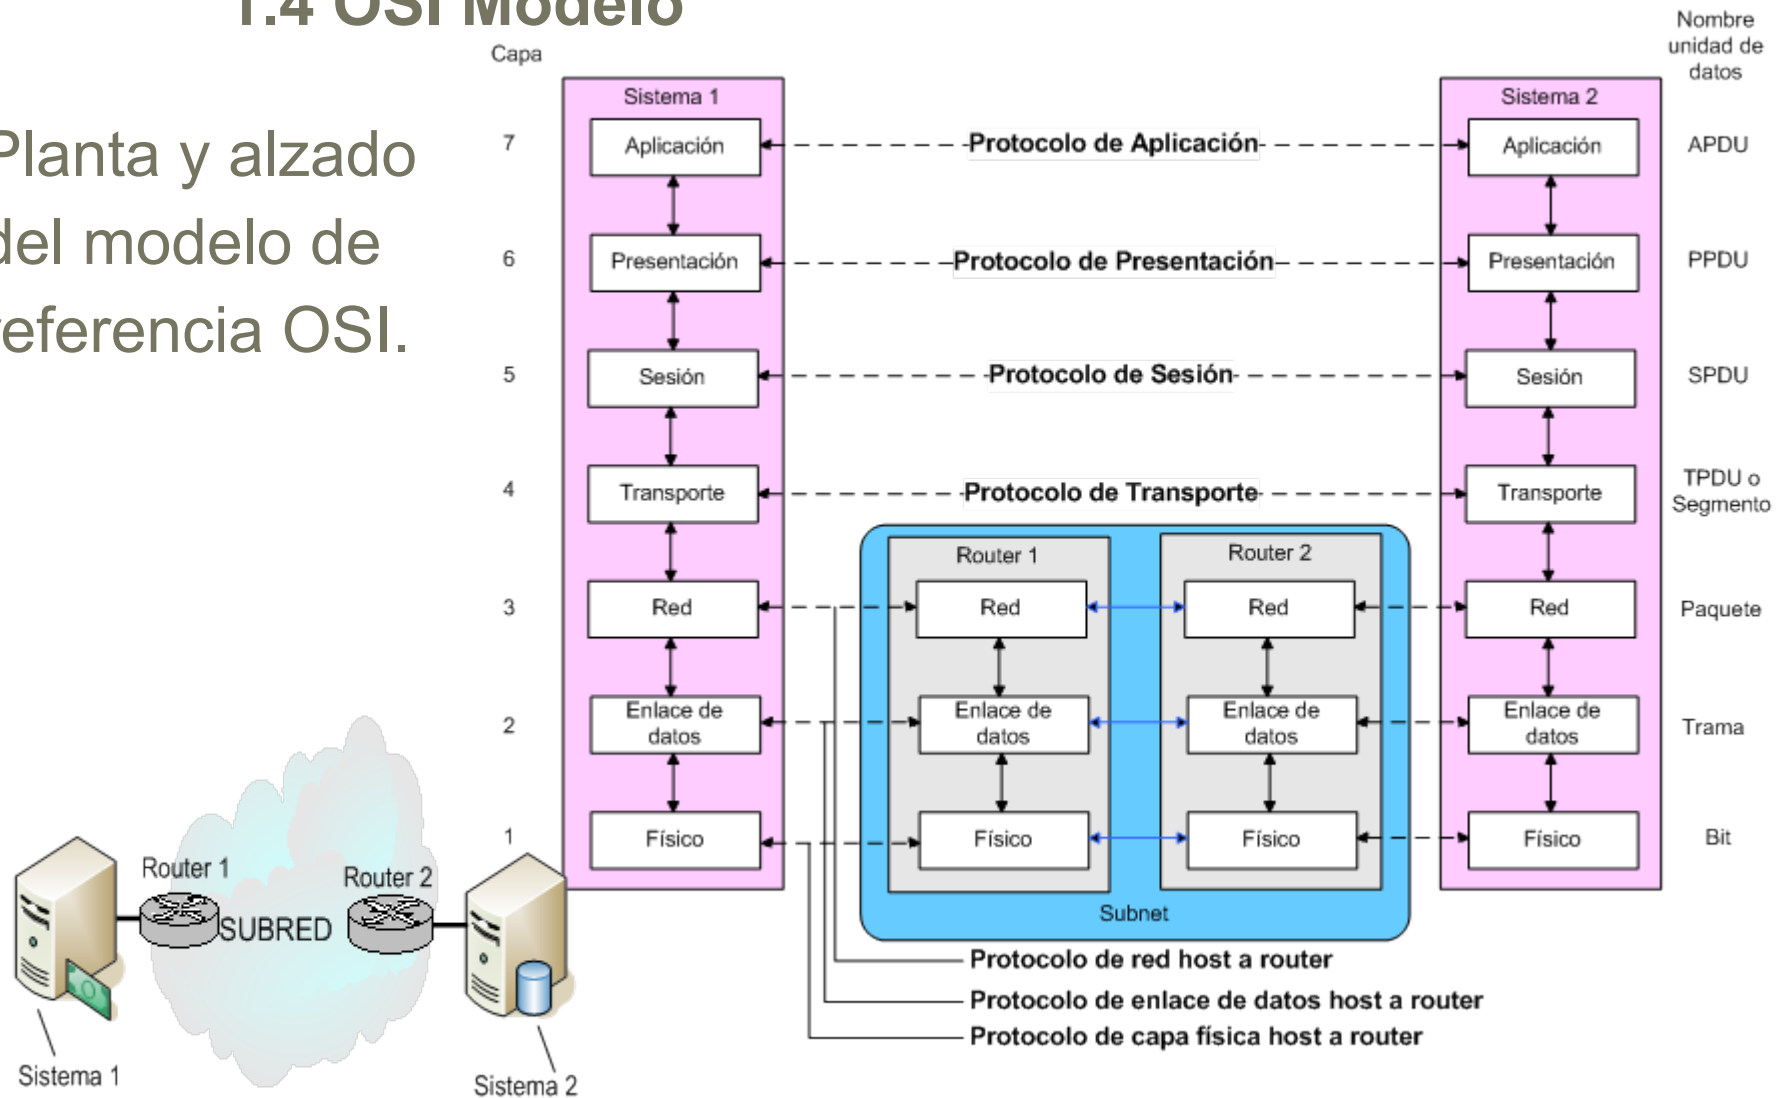 1.4 OSI Modelo
Planta y alzado
del modelo de
referencia OSI.
Capa
Nombre
unidad de
datos
Sistema 1
Sistema 2
7
Aplicación
Protocolo de Aplicación
Aplicación
APDU
6
Presentación
Protocolo de Presentación
Presentación
PPDU
5
Sesión
Protocolo de Sesión
Sesión
SPDU
4
Transporte
Protocolo de Transporte
Transporte
TPDU o
Segmento
Router 1
Router 2
3
Red
Red
Red
Red
Paquete
2
Enlace de
datos
Enlace de
datos
Enlace de
datos
Enlace de
datos
Trama
1
Físico
Físico
Físico
Físico
Bit
Subnet
Protocolo de red host a router
Protocolo de enlace de datos host a router
Protocolo de capa física host a router
Router 1
Router 2
SUBRED
Sistema 1
Sistema 2